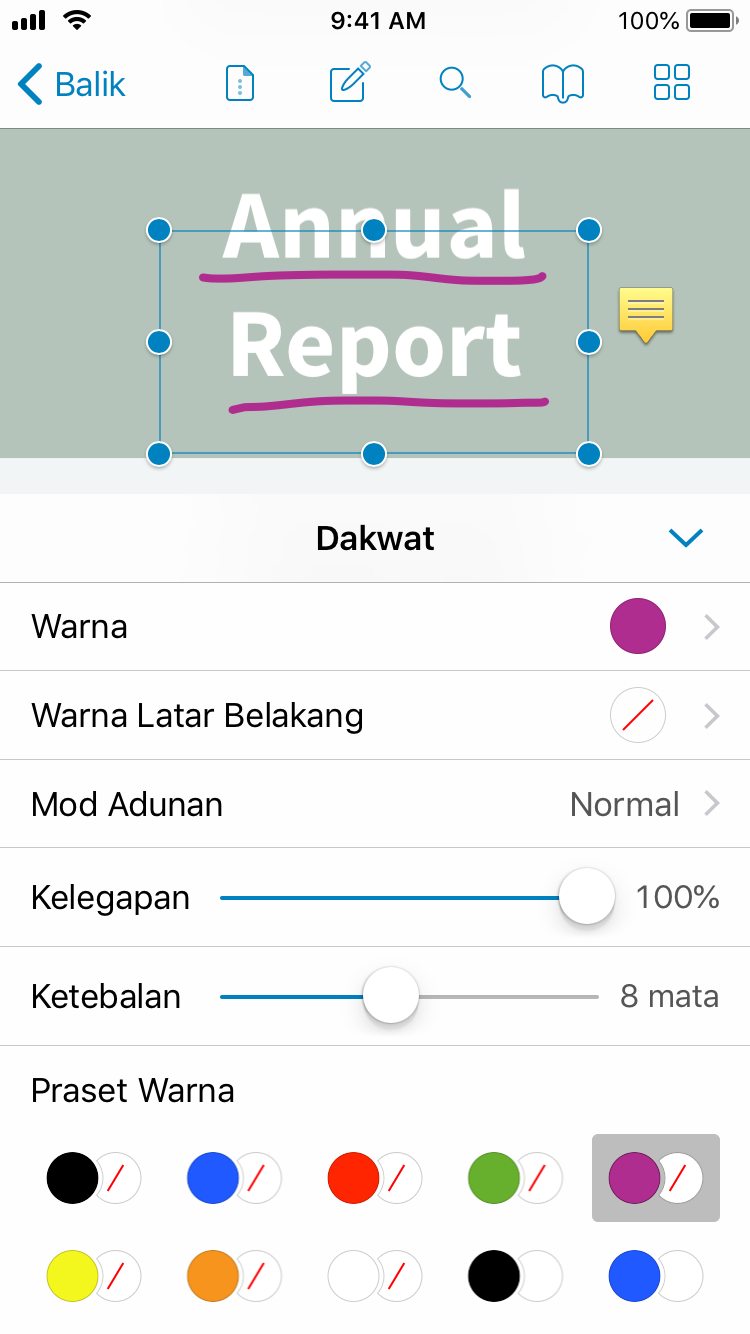 9:41 AM
100%
Balik
Annual
Report
Dakwat
Warna
Warna Latar Belakang
Mod Adunan Normal
Kelegapan 100%
Ketebalan 8 mata
Praset Warna